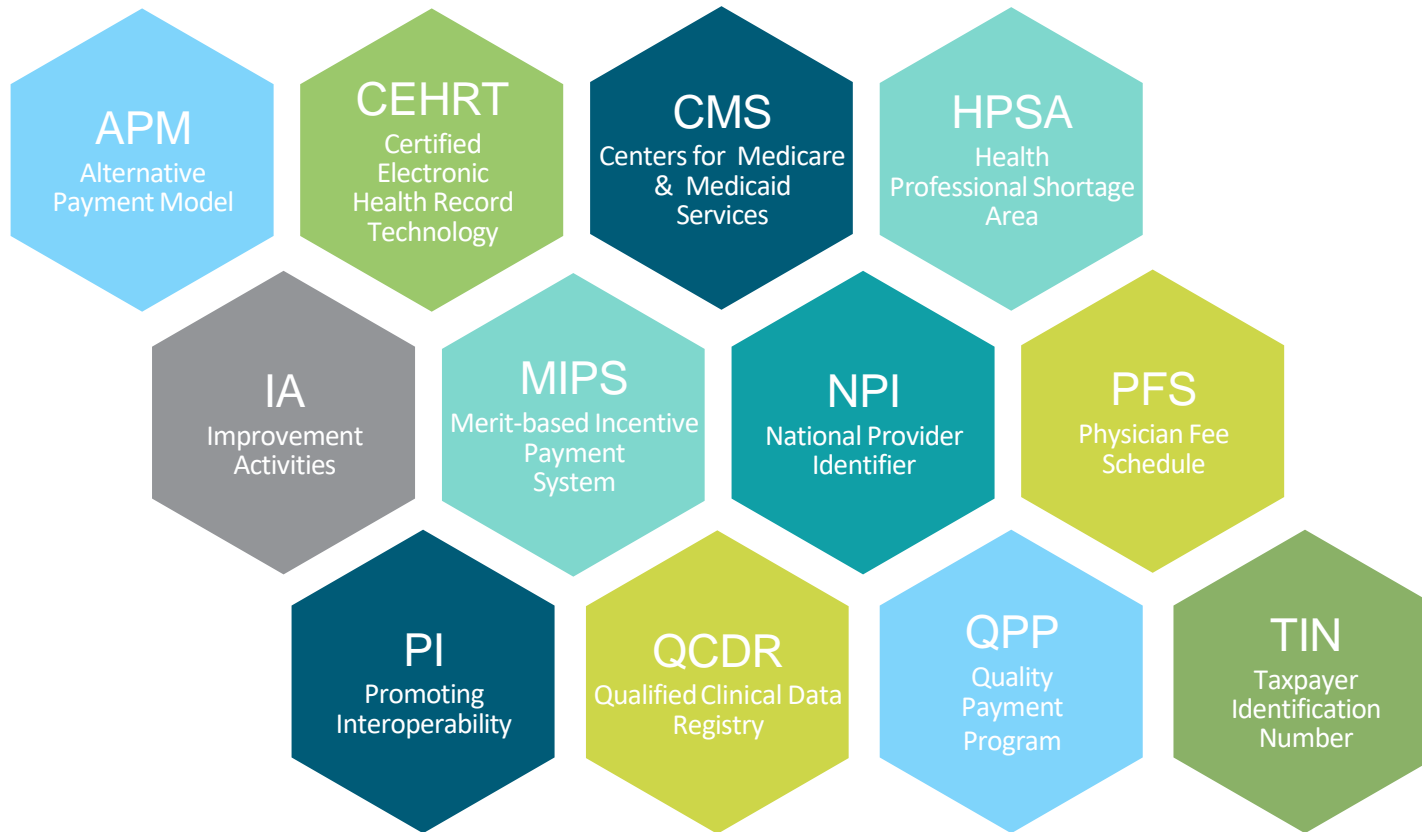 APM
Alternative
Payment Model
CEHRT
Certified
Electronic
Health Record
Technology
CMS
Centers for Medicare
& Medicaid
Services
HPSA
Health
Professional Shortage
Area
IA
Improvement
Activities
MIPS
Merit-based Incentive
Payment
System
NPI
National Provider
Identifier
PFS
Physician Fee
Schedule
PI
Promoting
Interoperability
QCDR
Qualified Clinical Data
Registry
QPP
Quality
Payment
Program
TIN
Taxpayer
Identification
Number